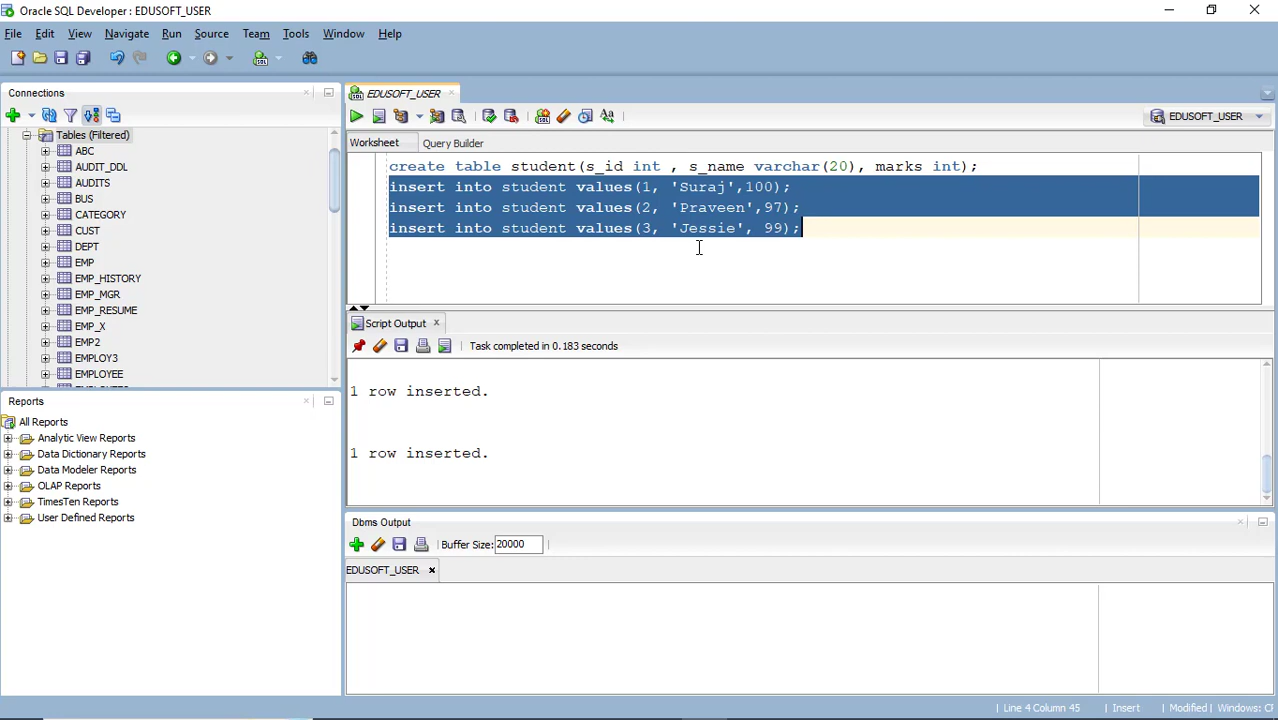 Oracle SQL Developer : EDUSOFT_USER
File Edit View Navigate Run Source Team Tools Window Help
Connections
Tables (Filtered)
ABC
AUDIT_DDL
AUDITS
BUS
CATEGORY
CUST
DEPT
EMP
EMP_HISTORY
EMP_MGR
EMP_RESUME
EMP_X
EMP2
EMPLOY3
EMPLOYEE
Reports
All Reports
Analytic View Reports
Data Dictionary Reports
Data Modeler Reports
OLAP Reports
TimesTen Reports
User Defined Reports
EDUSOFT_USER
EDUSOFT_USER
Worksheet Query Builder
create table student(s_id int , s_name varchar(20), marks int);
insert into student values(1, 'Suraj',100);
insert into student values(2, 'Praveen',97);
insert into student values(3, 'Jessie', 99);
Script Output
Task completed in 0.183 seconds
1 row inserted.
1 row inserted.
Dbms Output
Buffer Size: 20000
EDUSOFT_USER
Line 4 Column 45 Insert Modified Windows: CF